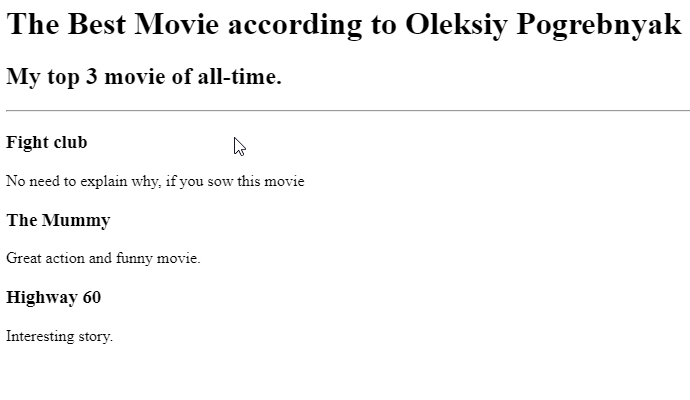 The Best Movie according to Oleksiy Pogrebnyak
My top 3 movie of all-time.
Fight club
No need to explain why, if you sow this movie
The Mummy
Great action and funny movie.
Highway 60
Interesting story.